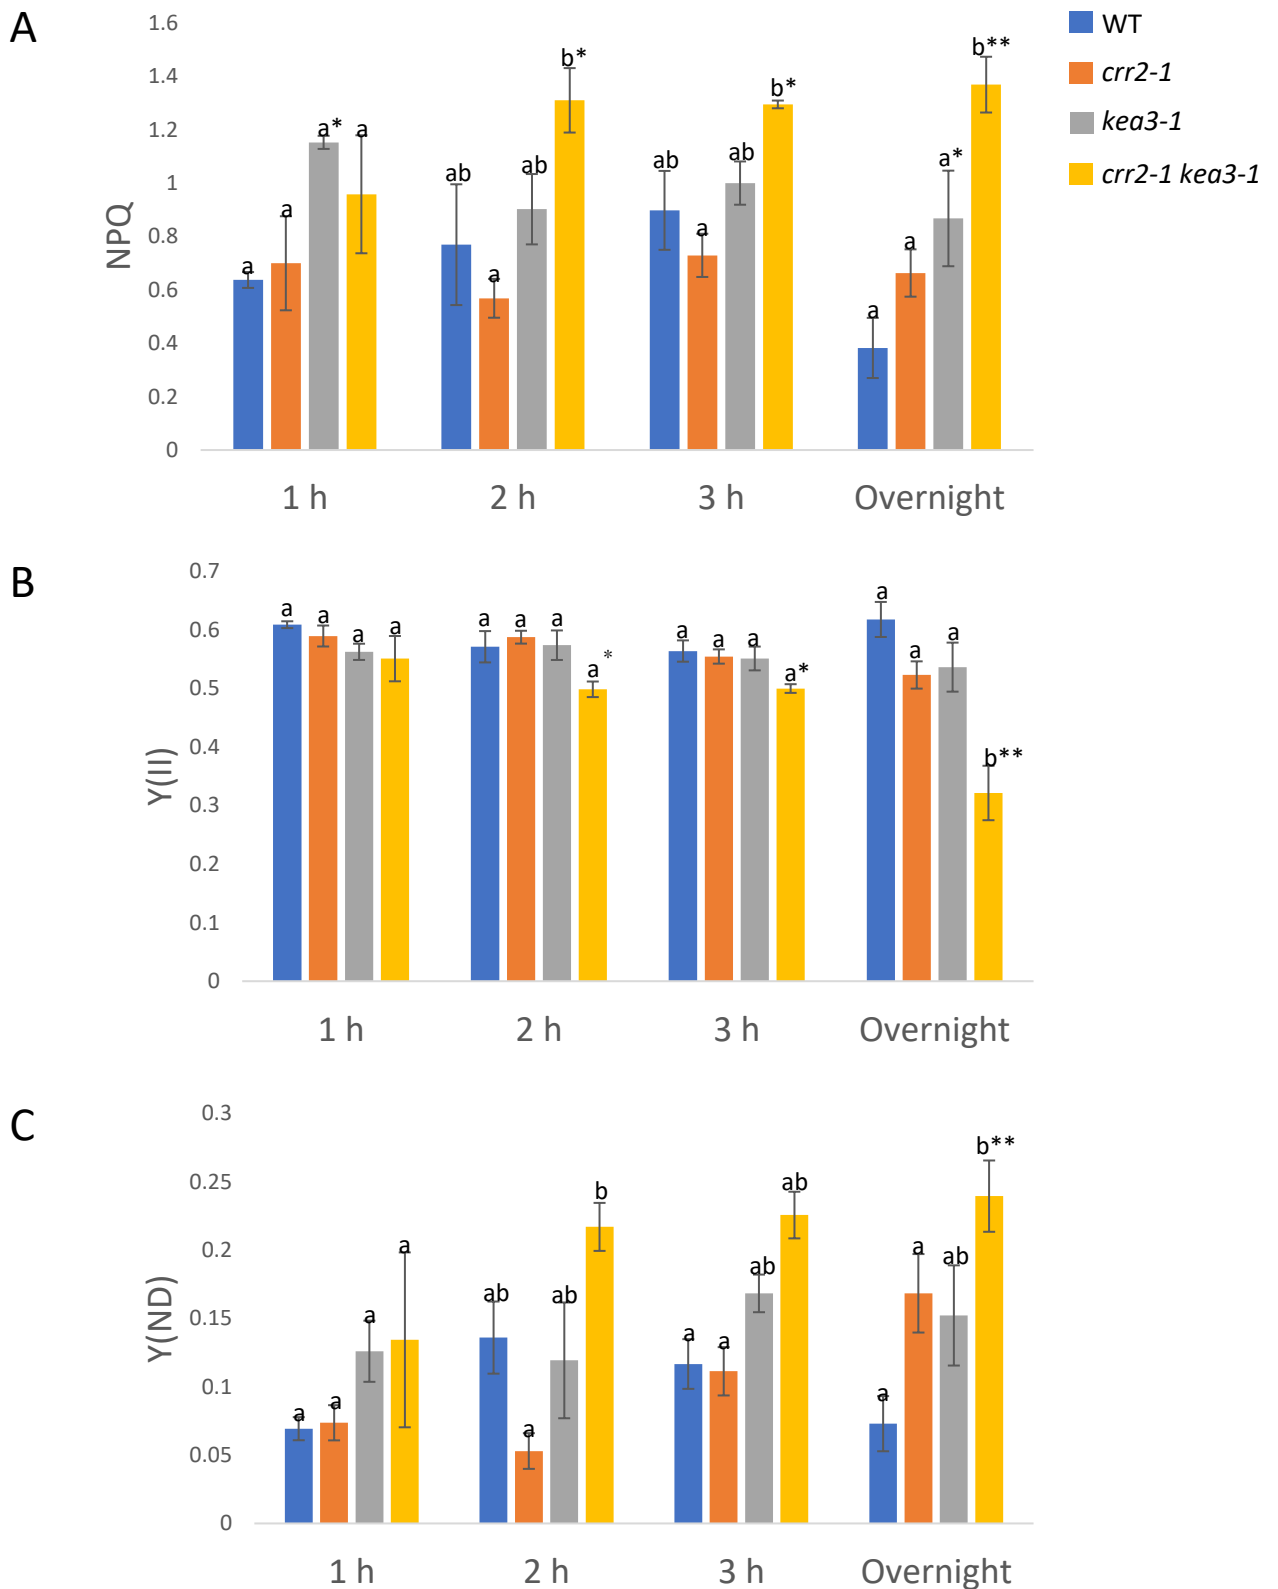 A
WT
crr2-1
kea3-1
crr2-1 kea3-1
NPQ
1.6
1.4
1.2
1
0.8
0.6
0.4
0.2
0
a a a* a
ab a ab b*
ab a ab b*
a a a* b**
1 h 2 h 3 h Overnight
B
Y(II)
0.7
0.6
0.5
0.4
0.3
0.2
0.1
0
a a a a
a a a a*
a a a a*
a a a b**
1 h 2 h 3 h Overnight
C
Y(ND)
0.3
0.25
0.2
0.15
0.1
0.05
0
a a a a
ab a ab b
a a ab ab
a a ab b**
1 h 2 h 3 h Overnight